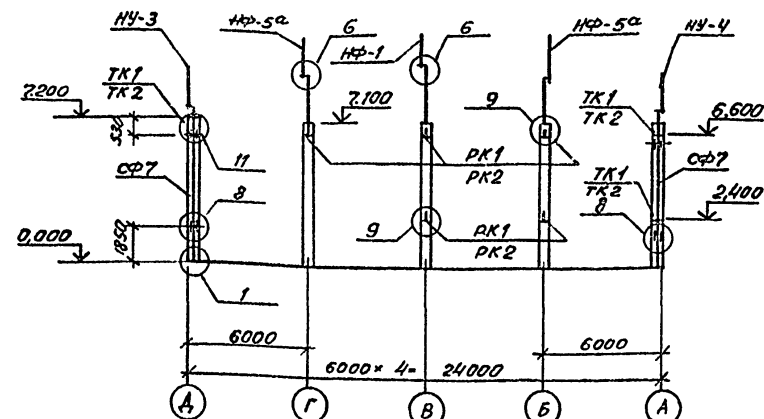 НУ-3
НФ-5а
6
НФ-1
6
НФ-5а
НУ-4
ТК1
ТК2
7.200
7.100
9
ТК1
ТК2
6.600
530
11
РК1
РК2
СФ7
СФ7
ТК1
ТК2
8
2,400
8
1850
9
РК1
РК2
0,000
1
6000
6000
6000 × 4 = 24000
Д
Г
В
Б
А